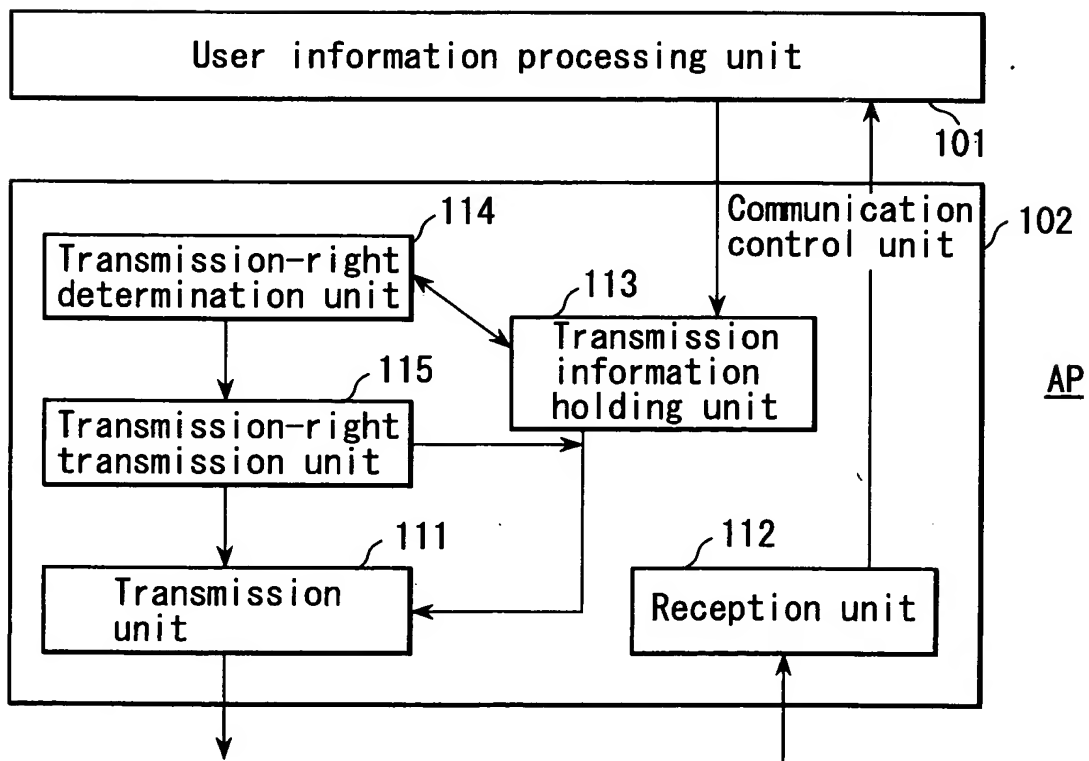 User information processing unit
101
Communication
control unit
102
114
Transmission-right
determination unit
113
Transmission
information
holding unit
AP
115
Transmission-right
transmission unit
111
Transmission
unit
112
Reception unit